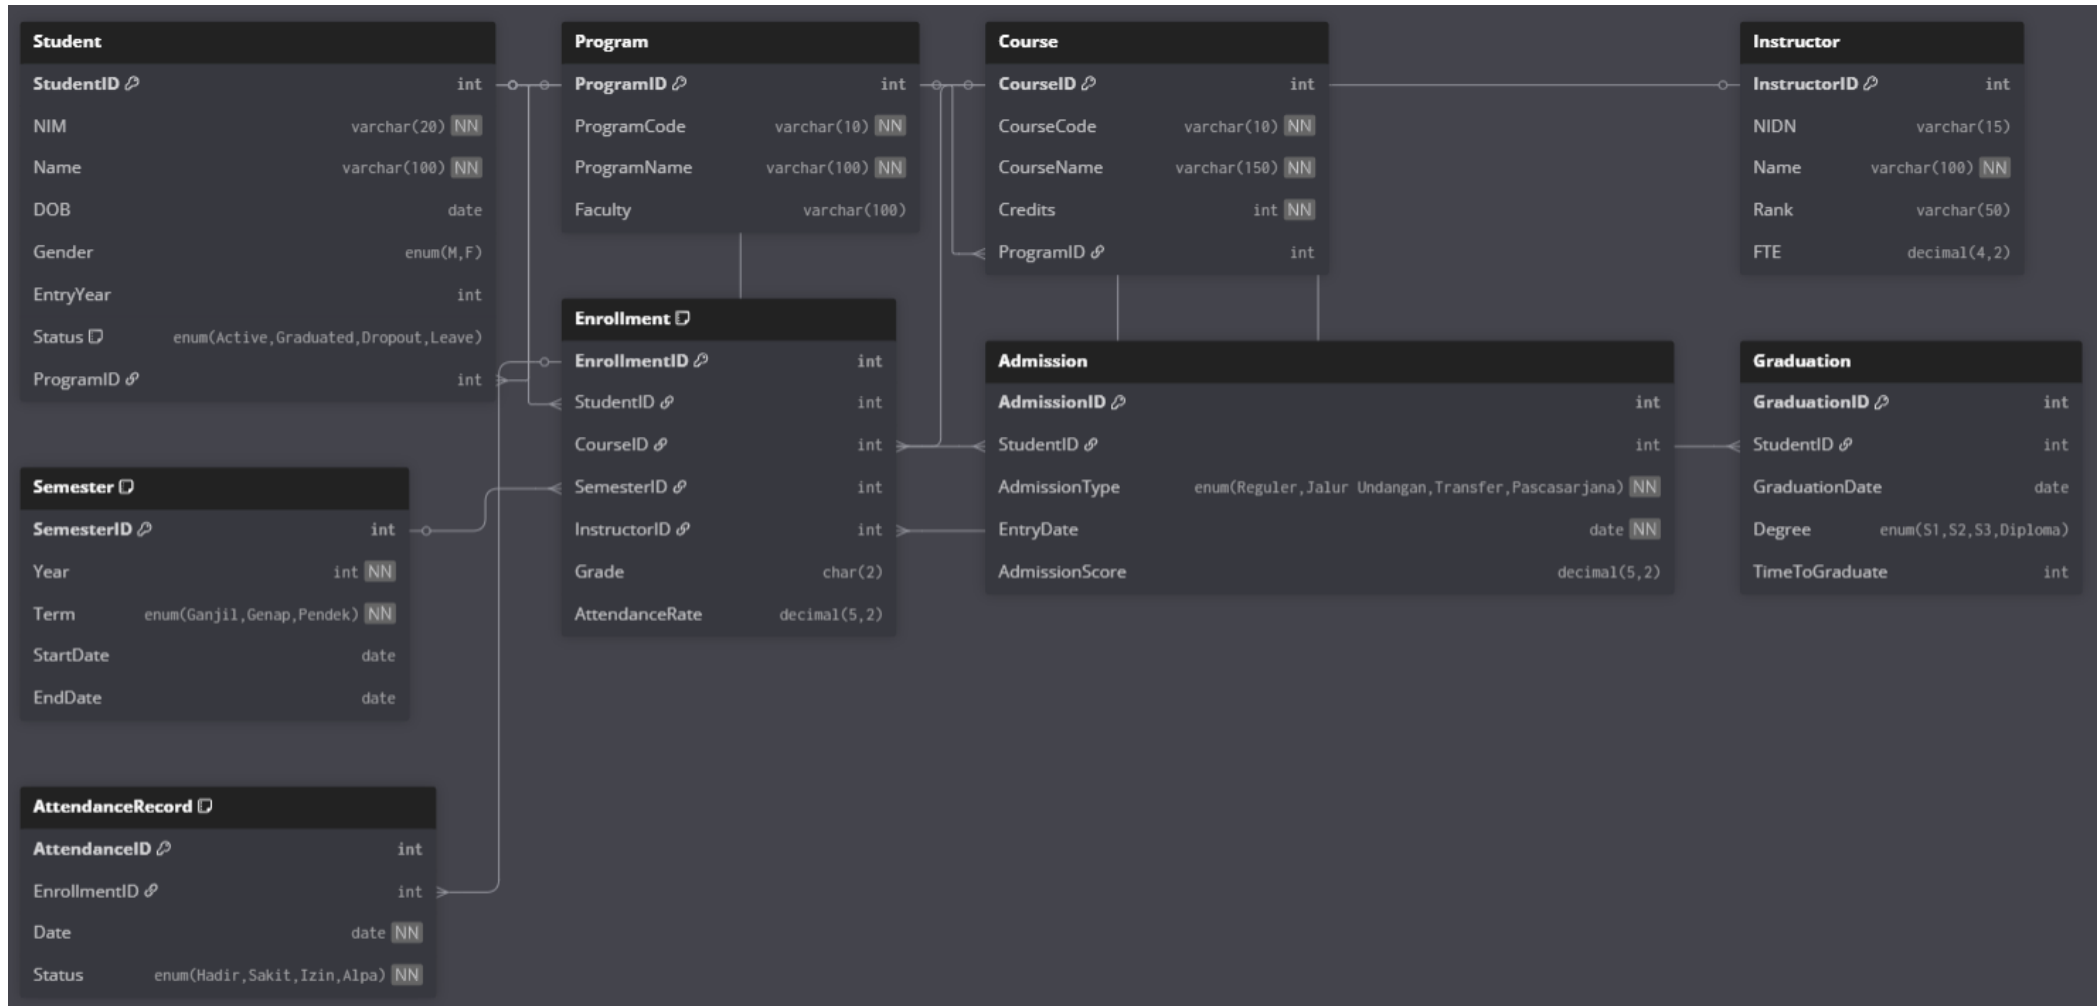 Student
StudentID int
NIM varchar(20) NN
Name varchar(100) NN
DOB date
Gender enum(M,F)
EntryYear int
Status enum(Active,Graduated,Dropout,Leave)
ProgramID int
Program
ProgramID int
ProgramCode varchar(10) NN
ProgramName varchar(100) NN
Faculty varchar(100)
Course
CourseID int
CourseCode varchar(10) NN
CourseName varchar(150) NN
Credits int NN
ProgramID int
Instructor
InstructorID int
NIDN varchar(15)
Name varchar(100) NN
Rank varchar(50)
FTE decimal(4,2)
Enrollment
EnrollmentID int
StudentID int
CourseID int
SemesterID int
InstructorID int
Grade char(2)
AttendanceRate decimal(5,2)
Admission
AdmissionID int
StudentID int
AdmissionType enum(Reguler,Jalur Undangan,Transfer,Pascasarjana) NN
EntryDate date NN
AdmissionScore decimal(5,2)
Graduation
GraduationID int
StudentID int
GraduationDate date
Degree enum(S1,S2,S3,Diploma)
TimeToGraduate int
Semester
SemesterID int
Year int NN
Term enum(Ganjil,Genap,Pendek) NN
StartDate date
EndDate date
AttendanceRecord
AttendanceID int
EnrollmentID int
Date date NN
Status enum(Hadir,Sakit,Izin,Alpa) NN